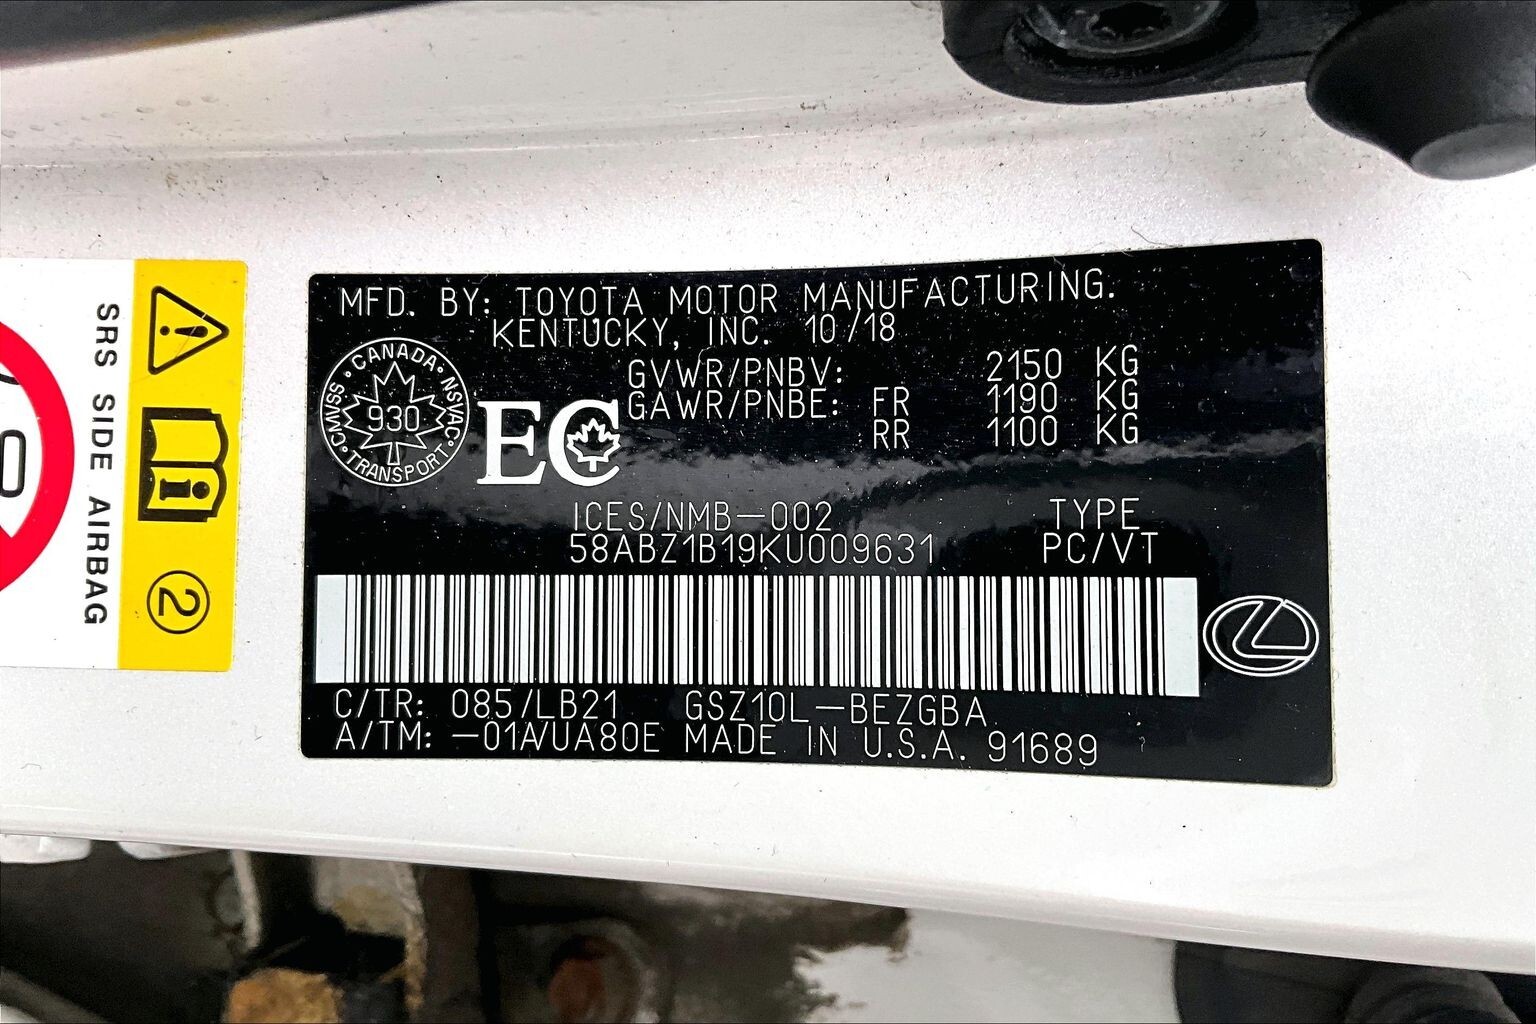 MFD. BY: TOYOTA MOTOR MANUFACTURING.
KENTUCKY, INC. 10/18
GVWR/PNBV: 2150 KG
GAWR/PNBE: FR 1190 KG
RR 1100 KG
CANADA · NSVAC · TRANSPORT · CMVSS
930
EC
ICES/NMB-002 TYPE
58ABZ1B19KU009631 PC/VT
C/TR: 085/LB21 GSZ10L-BEZGBA
A/TM: -01A/UA80E MADE IN U.S.A. 91689
SRS SIDE AIRBAG
2